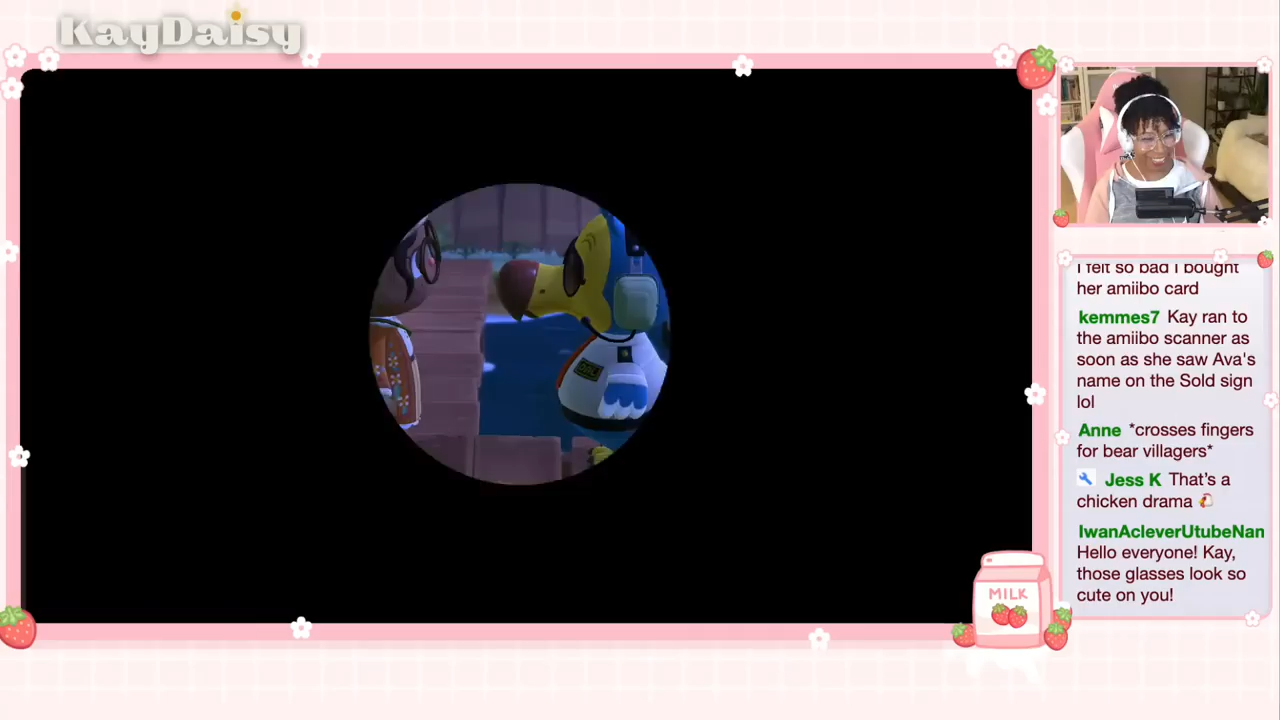 KayDaisy
I felt so bad I bought
her amiibo card
kemmes7 Kay ran to
the amiibo scanner as
soon as she saw Ava's
name on the Sold sign
lol
Anne *crosses fingers
for bear villagers*
Jess K That's a
chicken drama
IwanAcleverUtubeNan
Hello everyone! Kay,
those glasses look so
cute on you!
MILK